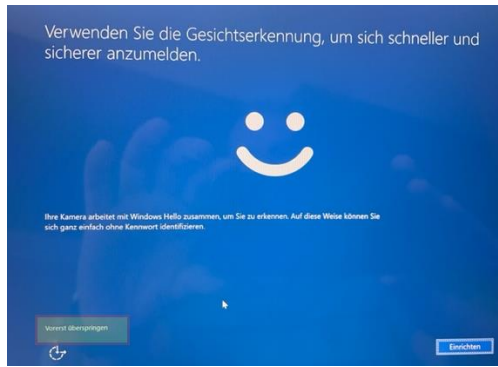 Verwenden Sie die Gesichtserkennung, um sich schneller und
sicherer anzumelden.
Ihre Kamera arbeitet mit Windows Hello zusammen, um Sie zu erkennen. Auf diese Weise können Sie
sich ganz einfach ohne Kennwort identifizieren.
Vorerst überspringen
Einrichten